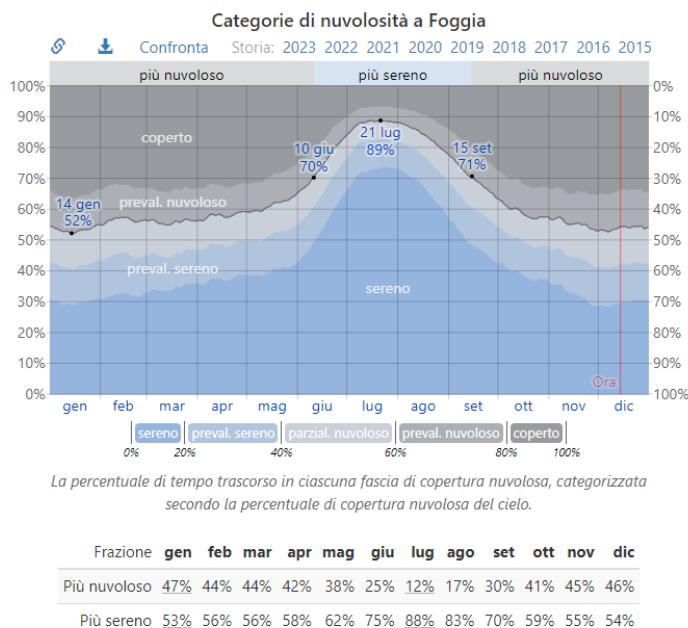 Categorie di nuvolosità a Foggia
Confronta Storia: 2023 2022 2021 2020 2019 2018 2017 2016 2015
più nuvoloso più sereno più nuvoloso
100% 0%
90% 10%
80% 20%
70% 30%
60% 40%
50% 50%
40% 60%
30% 70%
20% 80%
10% 90%
0% 100%
coperto
21 lug
89%
10 giu
70%
15 set
71%
preval. nuvoloso
14 gen
52%
preval. sereno
sereno
Ora
gen feb mar apr mag giu lug ago set ott nov dic
sereno preval. sereno parzial. nuvoloso preval. nuvoloso coperto
0% 20% 40% 60% 80% 100%
La percentuale di tempo trascorso in ciascuna fascia di copertura nuvolosa, categorizzata
secondo la percentuale di copertura nuvolosa del cielo.
Frazione gen feb mar apr mag giu lug ago set ott nov dic
Più nuvoloso 47% 44% 44% 42% 38% 25% 12% 17% 30% 41% 45% 46%
Più sereno 53% 56% 56% 58% 62% 75% 88% 83% 70% 59% 55% 54%